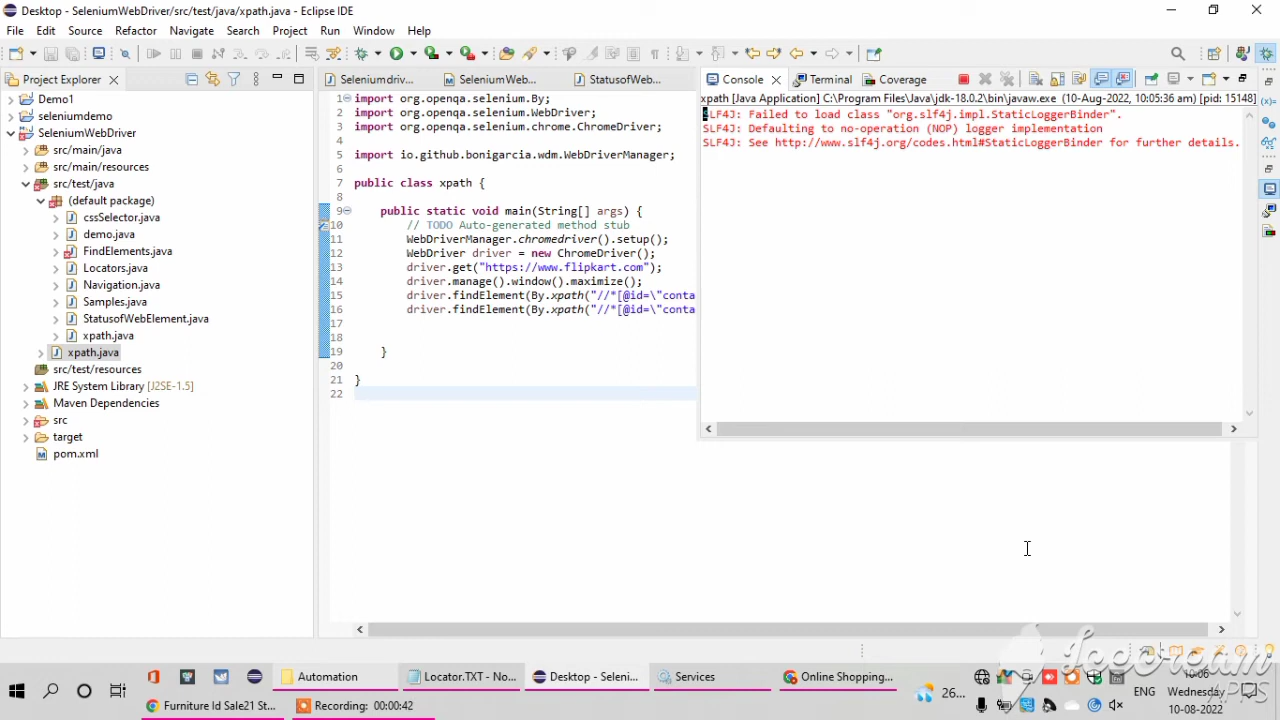 Desktop - SeleniumWebDriver/src/test/java/xpath.java - Eclipse IDE
File Edit Source Refactor Navigate Search Project Run Window Help
Project Explorer
Demo1
seleniumdemo
SeleniumWebDriver
src/main/java
src/main/resources
src/test/java
(default package)
cssSelector.java
demo.java
FindElements.java
Locators.java
Navigation.java
Samples.java
StatusofWebElement.java
xpath.java
xpath.java
src/test/resources
JRE System Library [J2SE-1.5]
Maven Dependencies
src
target
pom.xml
Seleniumdriv... SeleniumWeb... StatusofWeb...
1 import org.openqa.selenium.By;
2 import org.openqa.selenium.WebDriver;
3 import org.openqa.selenium.chrome.ChromeDriver;
4
5 import io.github.bonigarcia.wdm.WebDriverManager;
6
7 public class xpath {
8
9 public static void main(String[] args) {
10 // TODO Auto-generated method stub
11 WebDriverManager.chromedriver().setup();
12 WebDriver driver = new ChromeDriver();
13 driver.get("https://www.flipkart.com");
14 driver.manage().window().maximize();
15 driver.findElement(By.xpath("//*[@id=\"conta
16 driver.findElement(By.xpath("//*[@id=\"conta
17
18
19 }
20
21 }
22
Console Terminal Coverage
xpath [Java Application] C:\Program Files\Java\jdk-18.0.2\bin\javaw.exe (10-Aug-2022, 10:05:36 am) [pid: 15148]
SLF4J: Failed to load class "org.slf4j.impl.StaticLoggerBinder".
SLF4J: Defaulting to no-operation (NOP) logger implementation
SLF4J: See http://www.slf4j.org/codes.html#StaticLoggerBinder for further details.
Automation Locator.TXT - No... Desktop - Seleni... Services Online Shopping...
Furniture Id Sale21 St... Recording: 00:00:42
26...
ENG
10:06
Wednesday
10-08-2022
Icecream
APPS